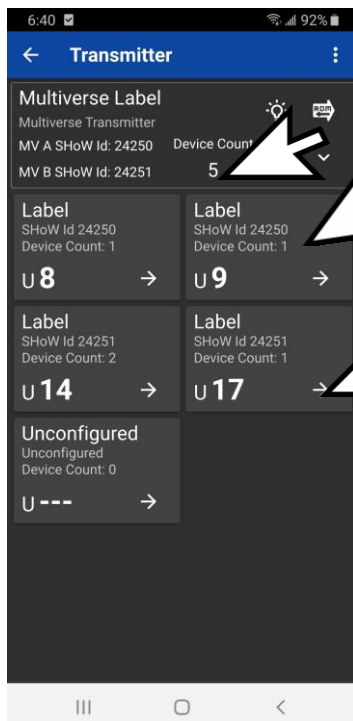 6:40 92%
Transmitter
Multiverse Label
Multiverse Transmitter
MV A SHoW Id: 24250 Device Count
MV B SHoW Id: 24251 5
Label Label
SHoW Id 24250 SHoW Id 24250
Device Count: 1 Device Count: 1
U 8 U 9
Label Label
SHoW Id 24251 SHoW Id 24251
Device Count: 2 Device Count: 1
U 14 U 17
Unconfigured
Unconfigured
Device Count: 0
U ---